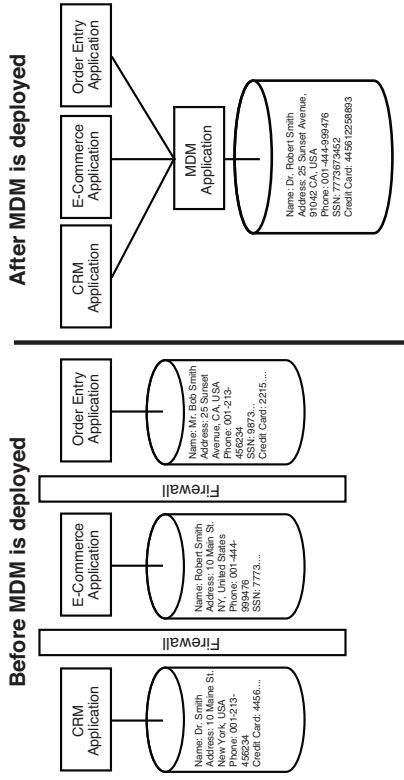 Before MDM is deployed
CRM
Application
Name: Dr. Smith
Address: 10 Maine St.
New York, USA
Phone: 001-213-
456234
Credit Card: 4456....
Firewall
E-Commerce
Application
Name: Robert Smith
Address: 10 Main St.
NY, United States
Phone: 001-444-
999476
SSN: 7773....
Firewall
Order Entry
Application
Name: Mr. Bob Smith
Address: 25 Sunset
Avenue, CA, USA
Phone: 001-213-
456234
SSN: 9873...
Credit Card: 2215....
After MDM is deployed
CRM
Application
E-Commerce
Application
Order Entry
Application
MDM
Application
Name: Dr. Robert Smith
Address: 25 Sunset Avenue,
91042 CA, USA
Phone: 001-444-999476
SSN: 7773673452
Credit Card: 445612258893